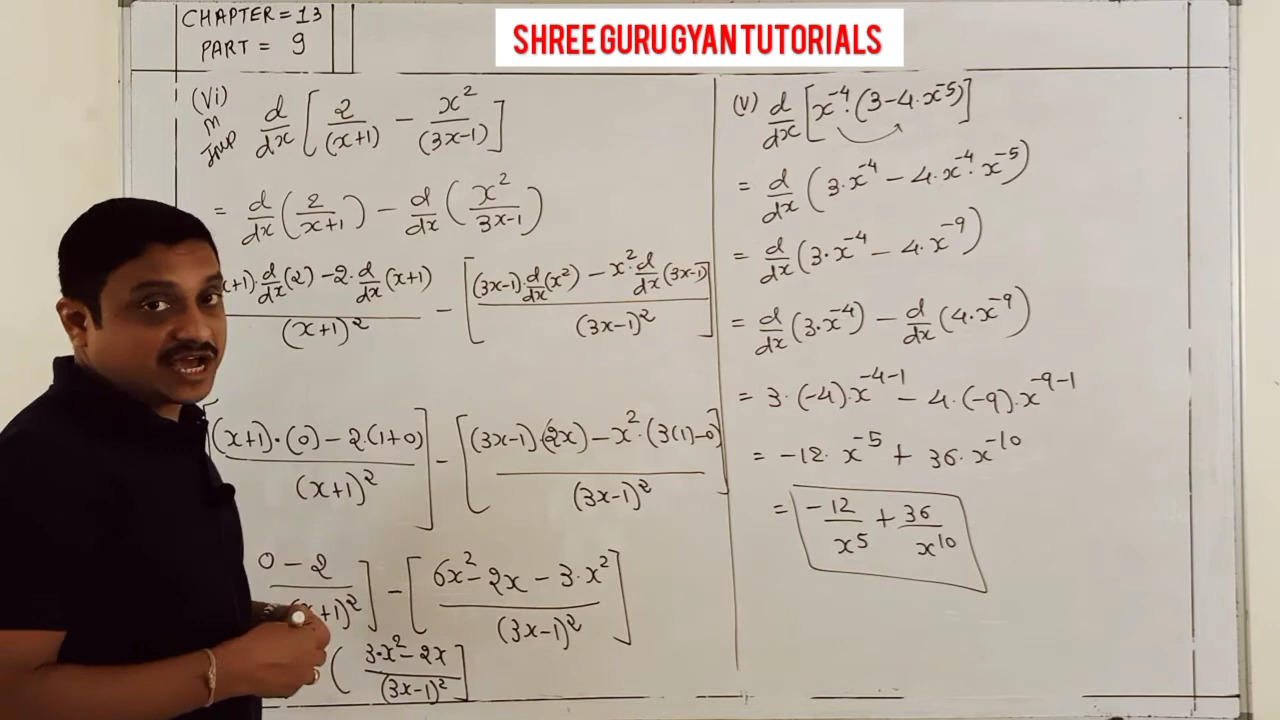 CHAPTER = 13
PART = 9
SHREE GURU GYAN TUTORIALS
(vi) d/dx [2/(x+1) − x²/(3x-1)]
Imp
= d/dx (2/x+1) − d/dx (x²/3x-1)
x+1)·d/dx(2) − 2·d/dx(x+1) / (x+1)² − [(3x-1)·d/dx(x²) − x²·d/dx(3x-1) / (3x-1)²]
[(x+1)·(0) − 2·(1+0) / (x+1)²] − [(3x-1)·(2x) − x²·(3(1)-0) / (3x-1)²]
0 − 2 / x+1)²] − [6x² − 2x − 3·x² / (3x-1)²]
(3·x² − 2x / (3x-1)²]
(V) d/dx [x⁻⁴·(3-4·x⁻⁵)]
= d/dx (3·x⁻⁴ − 4·x⁻⁴·x⁻⁵)
= d/dx (3·x⁻⁴ − 4·x⁻⁹)
= d/dx (3·x⁻⁴) − d/dx (4·x⁻⁹)
= 3·(-4)·x⁻⁴⁻¹ − 4·(-9)·x⁻⁹⁻¹
= -12·x⁻⁵ + 36·x⁻¹⁰
= -12/x⁵ + 36/x¹⁰